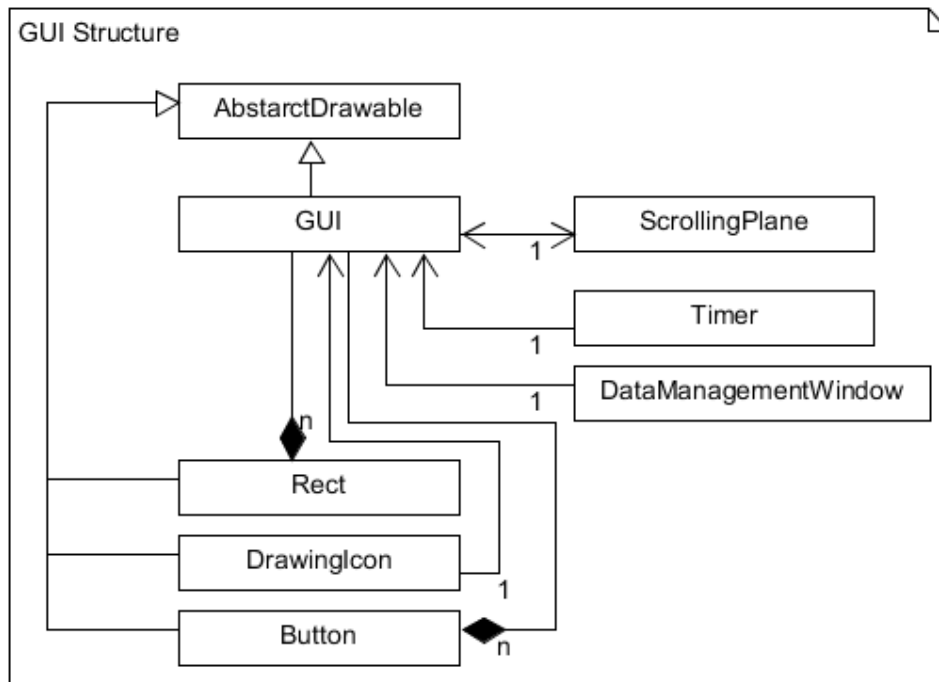 GUI Structure
AbstarctDrawable
GUI
ScrollingPlane
1
Timer
1
DataManagementWindow
1
n
Rect
DrawingIcon
1
Button
n